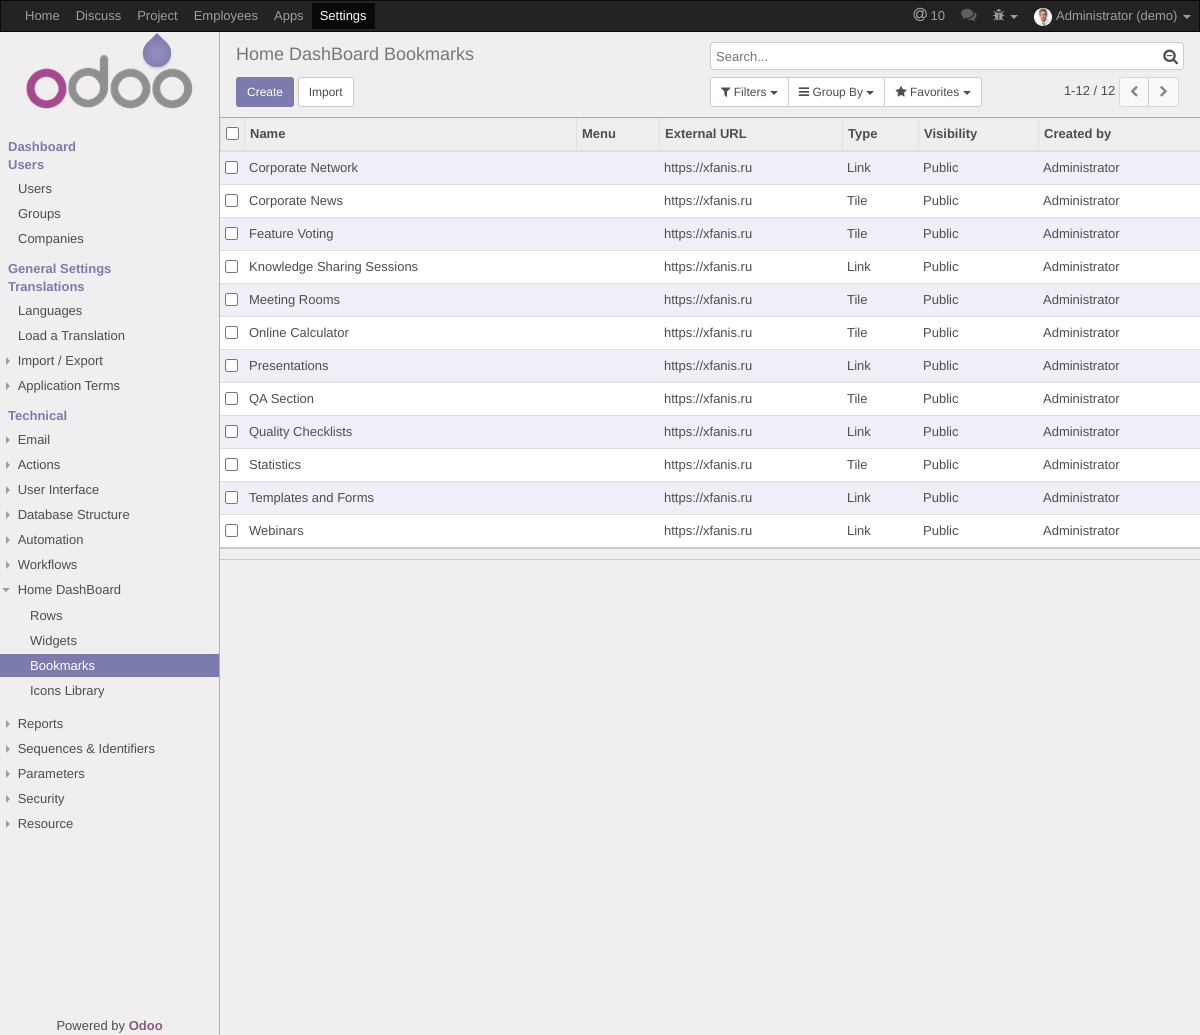 Home Discuss Project Employees Apps Settings @ 10 Administrator (demo)
odoo
Home DashBoard Bookmarks
Search...
Create Import
Filters Group By Favorites 1-12 / 12
Dashboard
Users
Users
Groups
Companies
General Settings
Translations
Languages
Load a Translation
Import / Export
Application Terms
Technical
Email
Actions
User Interface
Database Structure
Automation
Workflows
Home DashBoard
Rows
Widgets
Bookmarks
Icons Library
Reports
Sequences & Identifiers
Parameters
Security
Resource
Powered by Odoo
Name Menu External URL Type Visibility Created by
Corporate Network https://xfanis.ru Link Public Administrator
Corporate News https://xfanis.ru Tile Public Administrator
Feature Voting https://xfanis.ru Tile Public Administrator
Knowledge Sharing Sessions https://xfanis.ru Link Public Administrator
Meeting Rooms https://xfanis.ru Tile Public Administrator
Online Calculator https://xfanis.ru Tile Public Administrator
Presentations https://xfanis.ru Link Public Administrator
QA Section https://xfanis.ru Tile Public Administrator
Quality Checklists https://xfanis.ru Link Public Administrator
Statistics https://xfanis.ru Tile Public Administrator
Templates and Forms https://xfanis.ru Link Public Administrator
Webinars https://xfanis.ru Link Public Administrator